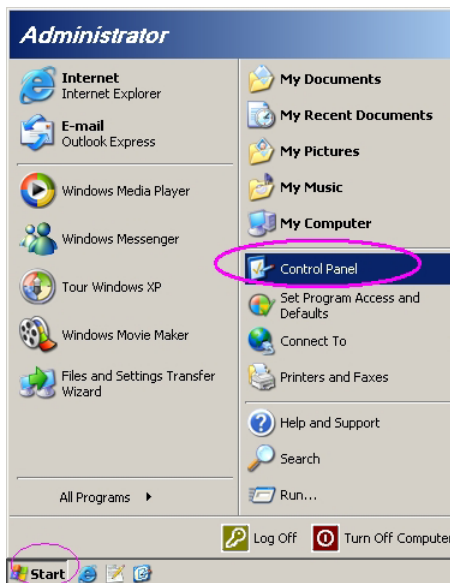 Administrator
Internet
Internet Explorer
E-mail
Outlook Express
Windows Media Player
Windows Messenger
Tour Windows XP
Windows Movie Maker
Files and Settings Transfer
Wizard
All Programs
My Documents
My Recent Documents
My Pictures
My Music
My Computer
Control Panel
Set Program Access and
Defaults
Connect To
Printers and Faxes
Help and Support
Search
Run...
Log Off
Turn Off Computer
Start